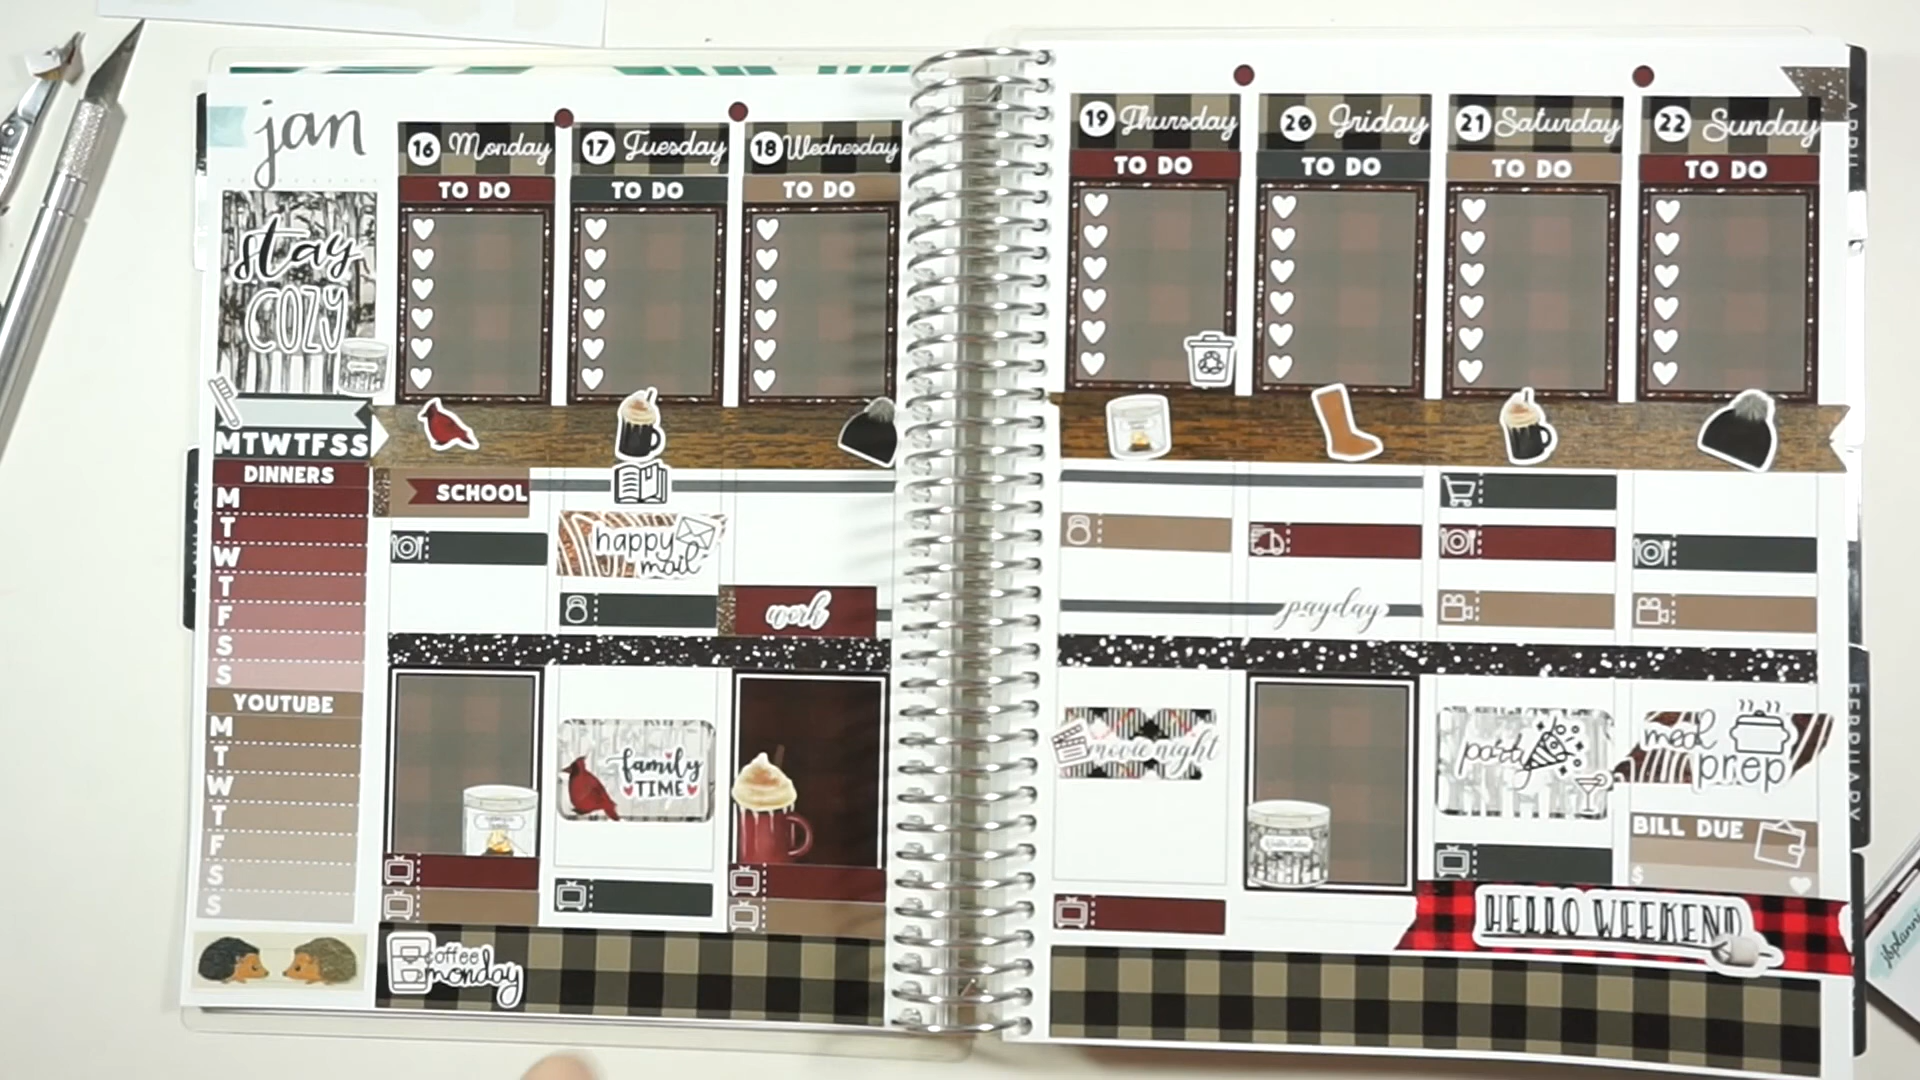 jan
16 Monday
17 Tuesday
18 Wednesday
19 Thursday
20 Friday
21 Saturday
22 Sunday
TO DO
TO DO
TO DO
TO DO
TO DO
TO DO
TO DO
stay
COZY
MTWTFSS
DINNERS
M
T
W
T
F
S
S
YOUTUBE
M
T
W
T
F
S
S
SCHOOL
happy
mail
work
payday
family
TIME
movie night
party
meal
prep
BILL DUE
$
HELLO WEEKEND
coffee
monday
APRIL
FEBRUARY